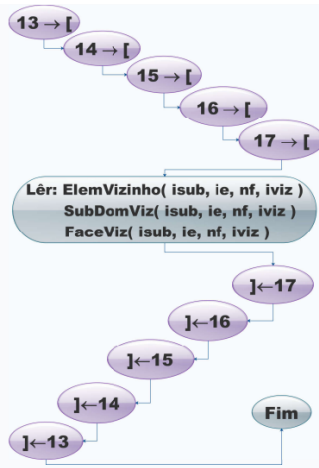 13→[
14→[
15→[
16→[
17→[
Lêr: ElemVizinho( isub, ie, nf, iviz )
SubDomViz( isub, ie, nf, iviz )
FaceViz( isub, ie, nf, iviz )
]←17
]←16
]←15
]←14
Fim
]←13